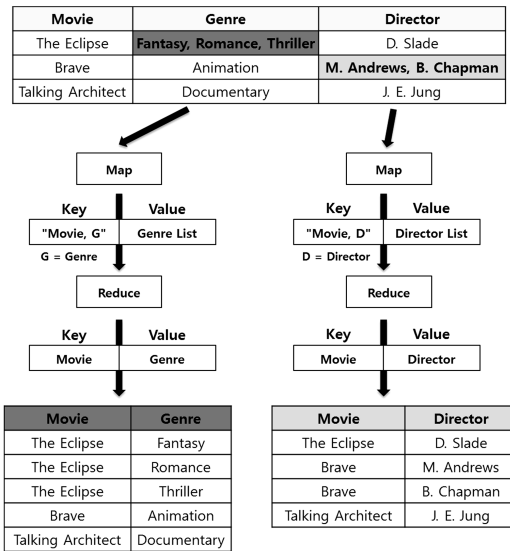 Movie Genre Director
The Eclipse Fantasy, Romance, Thriller D. Slade
Brave Animation M. Andrews, B. Chapman
Talking Architect Documentary J. E. Jung
Map
Key Value
"Movie, G" Genre List
G = Genre
Reduce
Key Value
Movie Genre
Movie Genre
The Eclipse Fantasy
The Eclipse Romance
The Eclipse Thriller
Brave Animation
Talking Architect Documentary
Map
Key Value
"Movie, D" Director List
D = Director
Reduce
Key Value
Movie Director
Movie Director
The Eclipse D. Slade
Brave M. Andrews
Brave B. Chapman
Talking Architect J. E. Jung